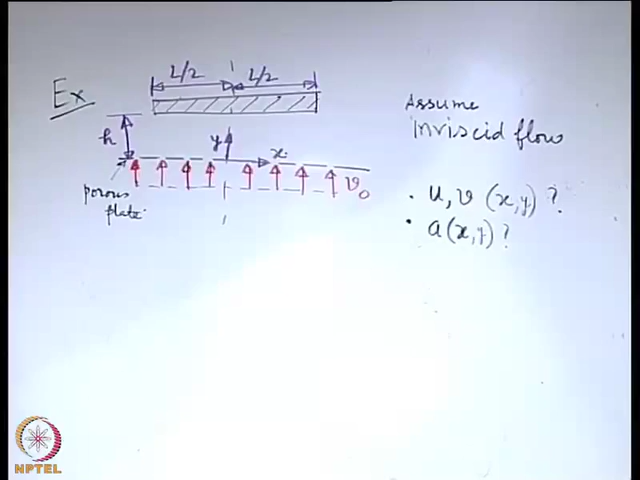 Ex
L/2 L/2
h
y
x
porous
plate
v₀
Assume
inviscid flow
. u, v (x,y) ?
. a(x,y) ?
NPTEL